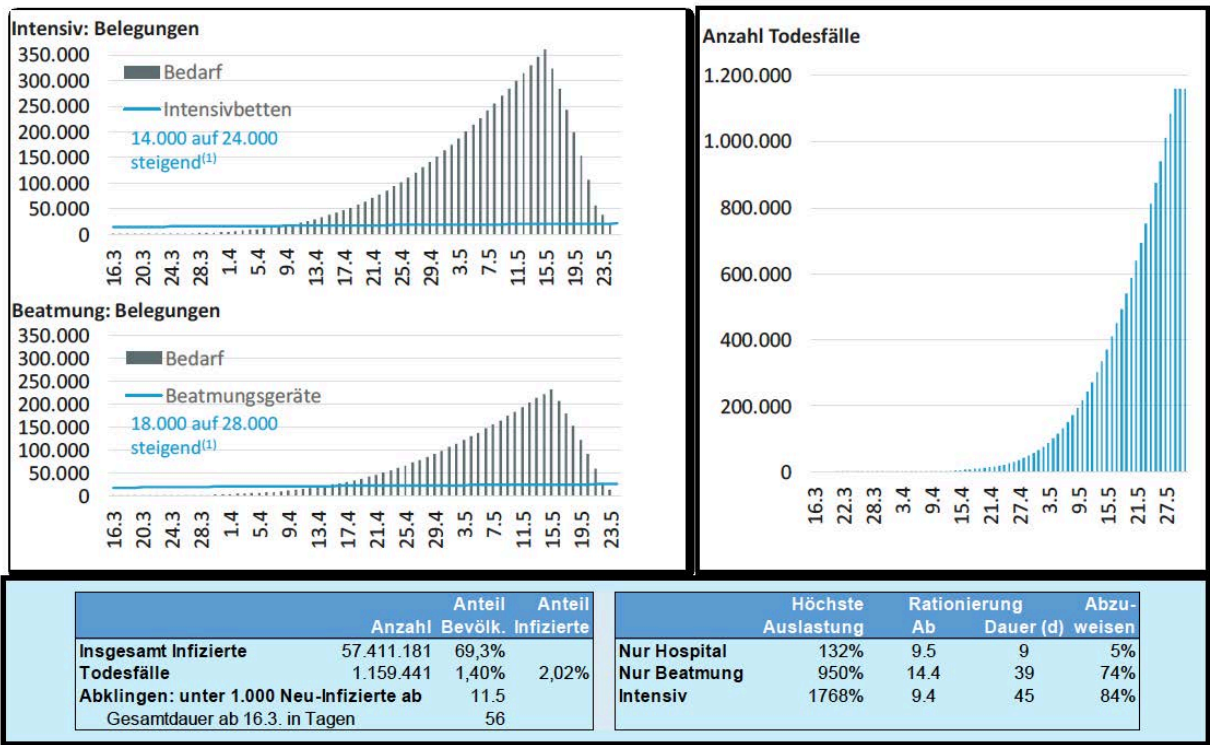 Intensiv: Belegungen
350.000
300.000
250.000
200.000
150.000
100.000
50.000
0
Bedarf
Intensivbetten
14.000 auf 24.000
steigend(1)
16.3 20.3 24.3 28.3 1.4 5.4 9.4 13.4 17.4 21.4 25.4 29.4 3.5 7.5 11.5 15.5 19.5 23.5
Beatmung: Belegungen
350.000
300.000
250.000
200.000
150.000
100.000
50.000
0
Bedarf
Beatmungsgeräte
18.000 auf 28.000
steigend(1)
16.3 20.3 24.3 28.3 1.4 5.4 9.4 13.4 17.4 21.4 25.4 29.4 3.5 7.5 11.5 15.5 19.5 23.5
Anzahl Todesfälle
1.200.000
1.000.000
800.000
600.000
400.000
200.000
0
16.3 22.3 28.3 3.4 9.4 15.4 21.4 27.4 3.5 9.5 15.5 21.5 27.5
Anteil Anteil
Anzahl Bevölk. Infizierte
Insgesamt Infizierte 57.411.181 69,3%
Todesfälle 1.159.441 1,40% 2,02%
Abklingen: unter 1.000 Neu-Infizierte ab 11.5
Gesamtdauer ab 16.3. in Tagen 56
Höchste Rationierung Abzu-
Auslastung Ab Dauer (d) weisen
Nur Hospital 132% 9.5 9 5%
Nur Beatmung 950% 14.4 39 74%
Intensiv 1768% 9.4 45 84%